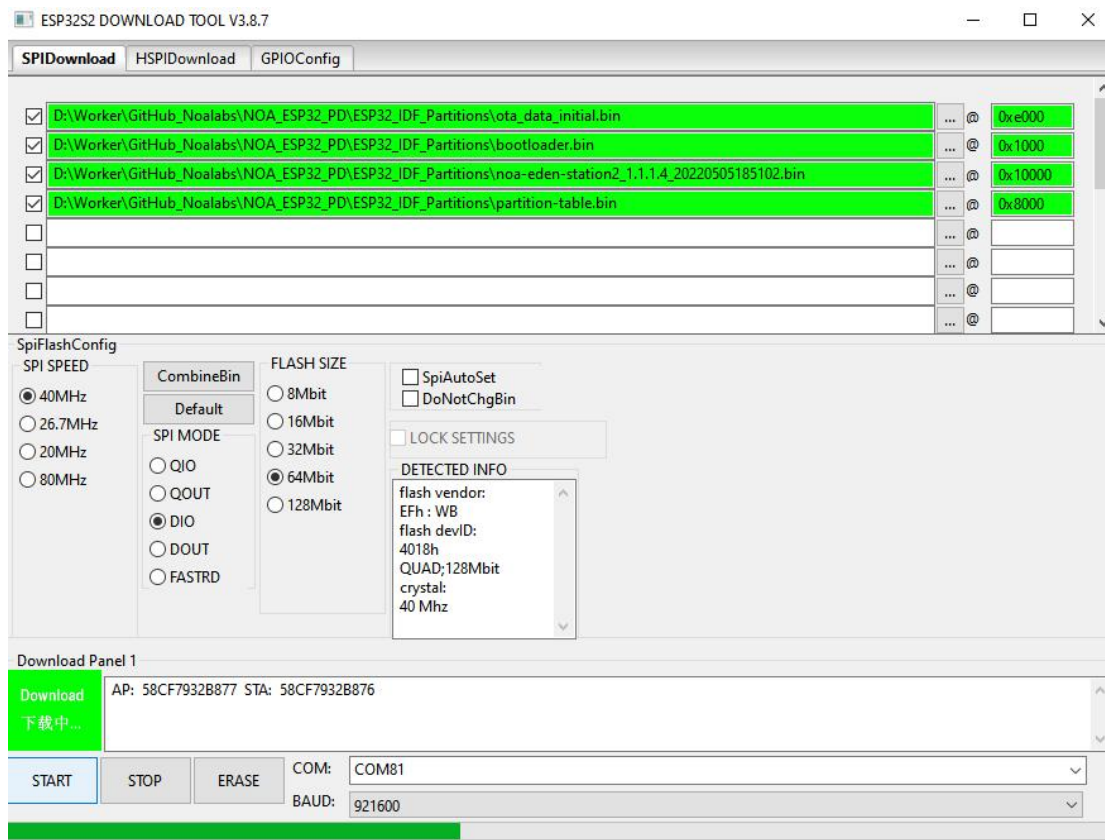 ESP32S2 DOWNLOAD TOOL V3.8.7
SPIDownload HSPIDownload GPIOConfig
D:\Worker\GitHub_Noalabs\NOA_ESP32_PD\ESP32_IDF_Partitions\ota_data_initial.bin ... @ 0xe000
D:\Worker\GitHub_Noalabs\NOA_ESP32_PD\ESP32_IDF_Partitions\bootloader.bin ... @ 0x1000
D:\Worker\GitHub_Noalabs\NOA_ESP32_PD\ESP32_IDF_Partitions\noa-eden-station2_1.1.1.4_20220505185102.bin ... @ 0x10000
D:\Worker\GitHub_Noalabs\NOA_ESP32_PD\ESP32_IDF_Partitions\partition-table.bin ... @ 0x8000
... @
... @
... @
... @
SpiFlashConfig
SPI SPEED
40MHz
26.7MHz
20MHz
80MHz
CombineBin
Default
SPI MODE
QIO
QOUT
DIO
DOUT
FASTRD
FLASH SIZE
8Mbit
16Mbit
32Mbit
64Mbit
128Mbit
SpiAutoSet
DoNotChgBin
LOCK SETTINGS
DETECTED INFO
flash vendor:
EFh : WB
flash devID:
4018h
QUAD;128Mbit
crystal:
40 Mhz
Download Panel 1
Download
下载中...
AP: 58CF7932B877 STA: 58CF7932B876
START STOP ERASE
COM: COM81
BAUD: 921600